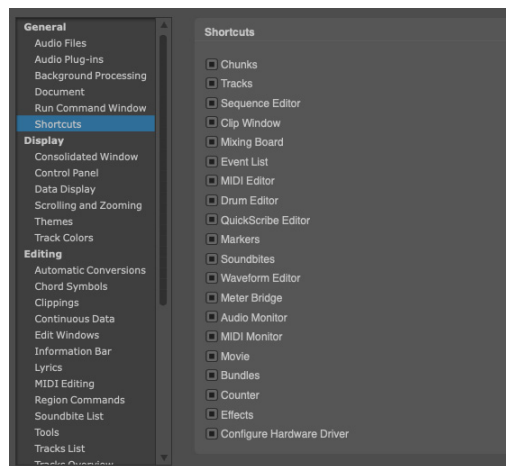 General
Audio Files
Audio Plug-ins
Background Processing
Document
Run Command Window
Shortcuts
Display
Consolidated Window
Control Panel
Data Display
Scrolling and Zooming
Themes
Track Colors
Editing
Automatic Conversions
Chord Symbols
Clippings
Continuous Data
Edit Windows
Information Bar
Lyrics
MIDI Editing
Region Commands
Soundbite List
Tools
Tracks List
Tracks Overview
Shortcuts
Chunks
Tracks
Sequence Editor
Clip Window
Mixing Board
Event List
MIDI Editor
Drum Editor
QuickScribe Editor
Markers
Soundbites
Waveform Editor
Meter Bridge
Audio Monitor
MIDI Monitor
Movie
Bundles
Counter
Effects
Configure Hardware Driver